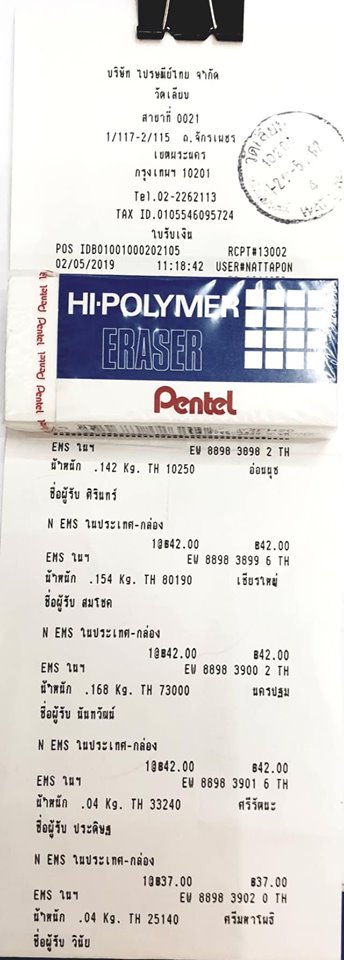 บริษัท ไปรษณีย์ไทย จำกัด
วัดเลียบ
สาขาที่ 0021
1/117-2/115 ถ.จักรเพชร
เขตพระนคร
กรุงเทพฯ 10201
Tel.02-2262113
TAX ID.0105546095724
ใบรับเงิน
POS IDB01001000202105 RCPT#13002
02/05/2019 11:18:42 USER#NATTAPON
HI-POLYMER
ERASER
Pentel
EMS ในฯ EW 8898 3898 2 TH
น้ำหนัก .142 Kg. TH 10250 อ่อนนุช
ชื่อผู้รับ ศิรินทร์
N EMS ในประเทศ-กล่อง
1@฿42.00 ฿42.00
EMS ในฯ EW 8898 3899 6 TH
น้ำหนัก .154 Kg. TH 80190 เชียรใหญ่
ชื่อผู้รับ สมโชค
N EMS ในประเทศ-กล่อง
1@฿42.00 ฿42.00
EMS ในฯ EW 8898 3900 2 TH
น้ำหนัก .168 Kg. TH 73000 นครปฐม
ชื่อผู้รับ นันทวัฒน์
N EMS ในประเทศ-กล่อง
1@฿42.00 ฿42.00
EMS ในฯ EW 8898 3901 6 TH
น้ำหนัก .04 Kg. TH 33240 ศรีรัตนะ
ชื่อผู้รับ ประดิษฐ
N EMS ในประเทศ-กล่อง
1@฿37.00 ฿37.00
EMS ในฯ EW 8898 3902 0 TH
น้ำหนัก .04 Kg. TH 25140 ศรีมหาโพธิ
ชื่อผู้รับ วินัย